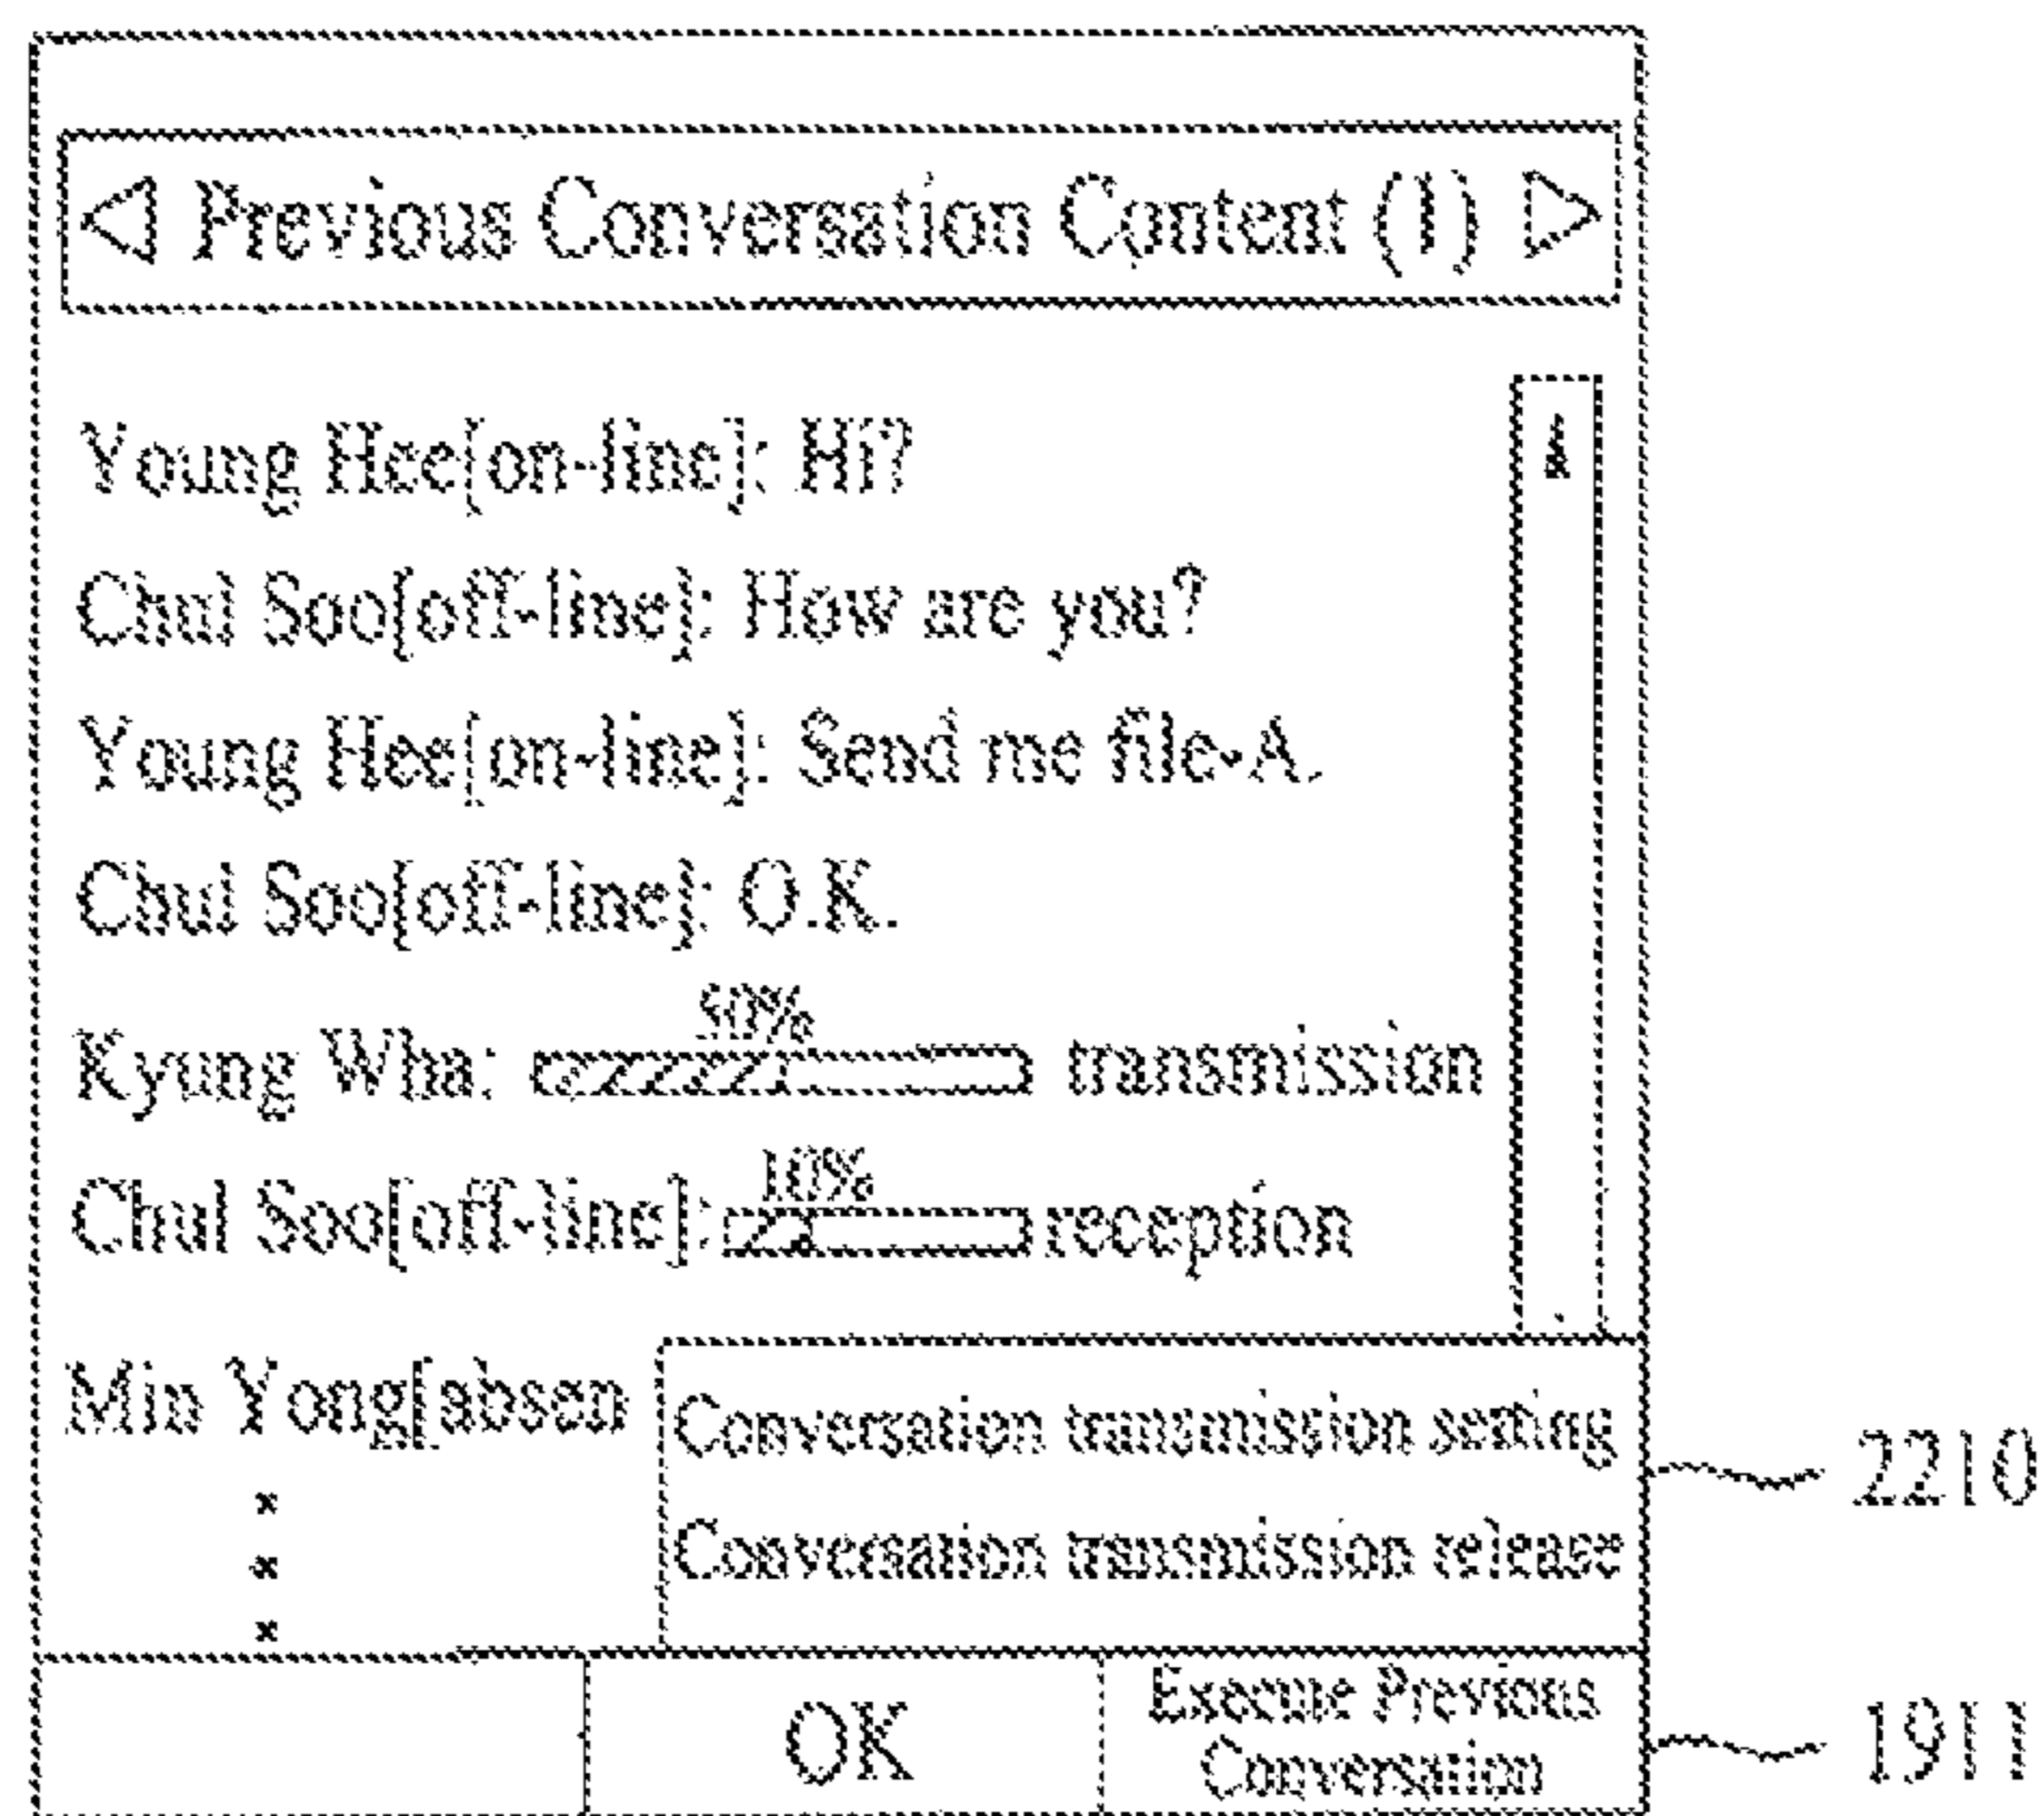 ◁ Previous Conversation Content (1) ▷
Young Hee[on-line]: Hi?
Chul Soo[off-line]: How are you?
Young Hee[on-line]: Send me file-A.
Chul Soo[off-line]: O.K.
50%
Kyung Wha: transmission
10%
Chul Soo[off-line]: reception
Min Yong[absen
Conversation transmission setting
2210
Conversation transmission release
OK
Execute Previous
Conversation
1911